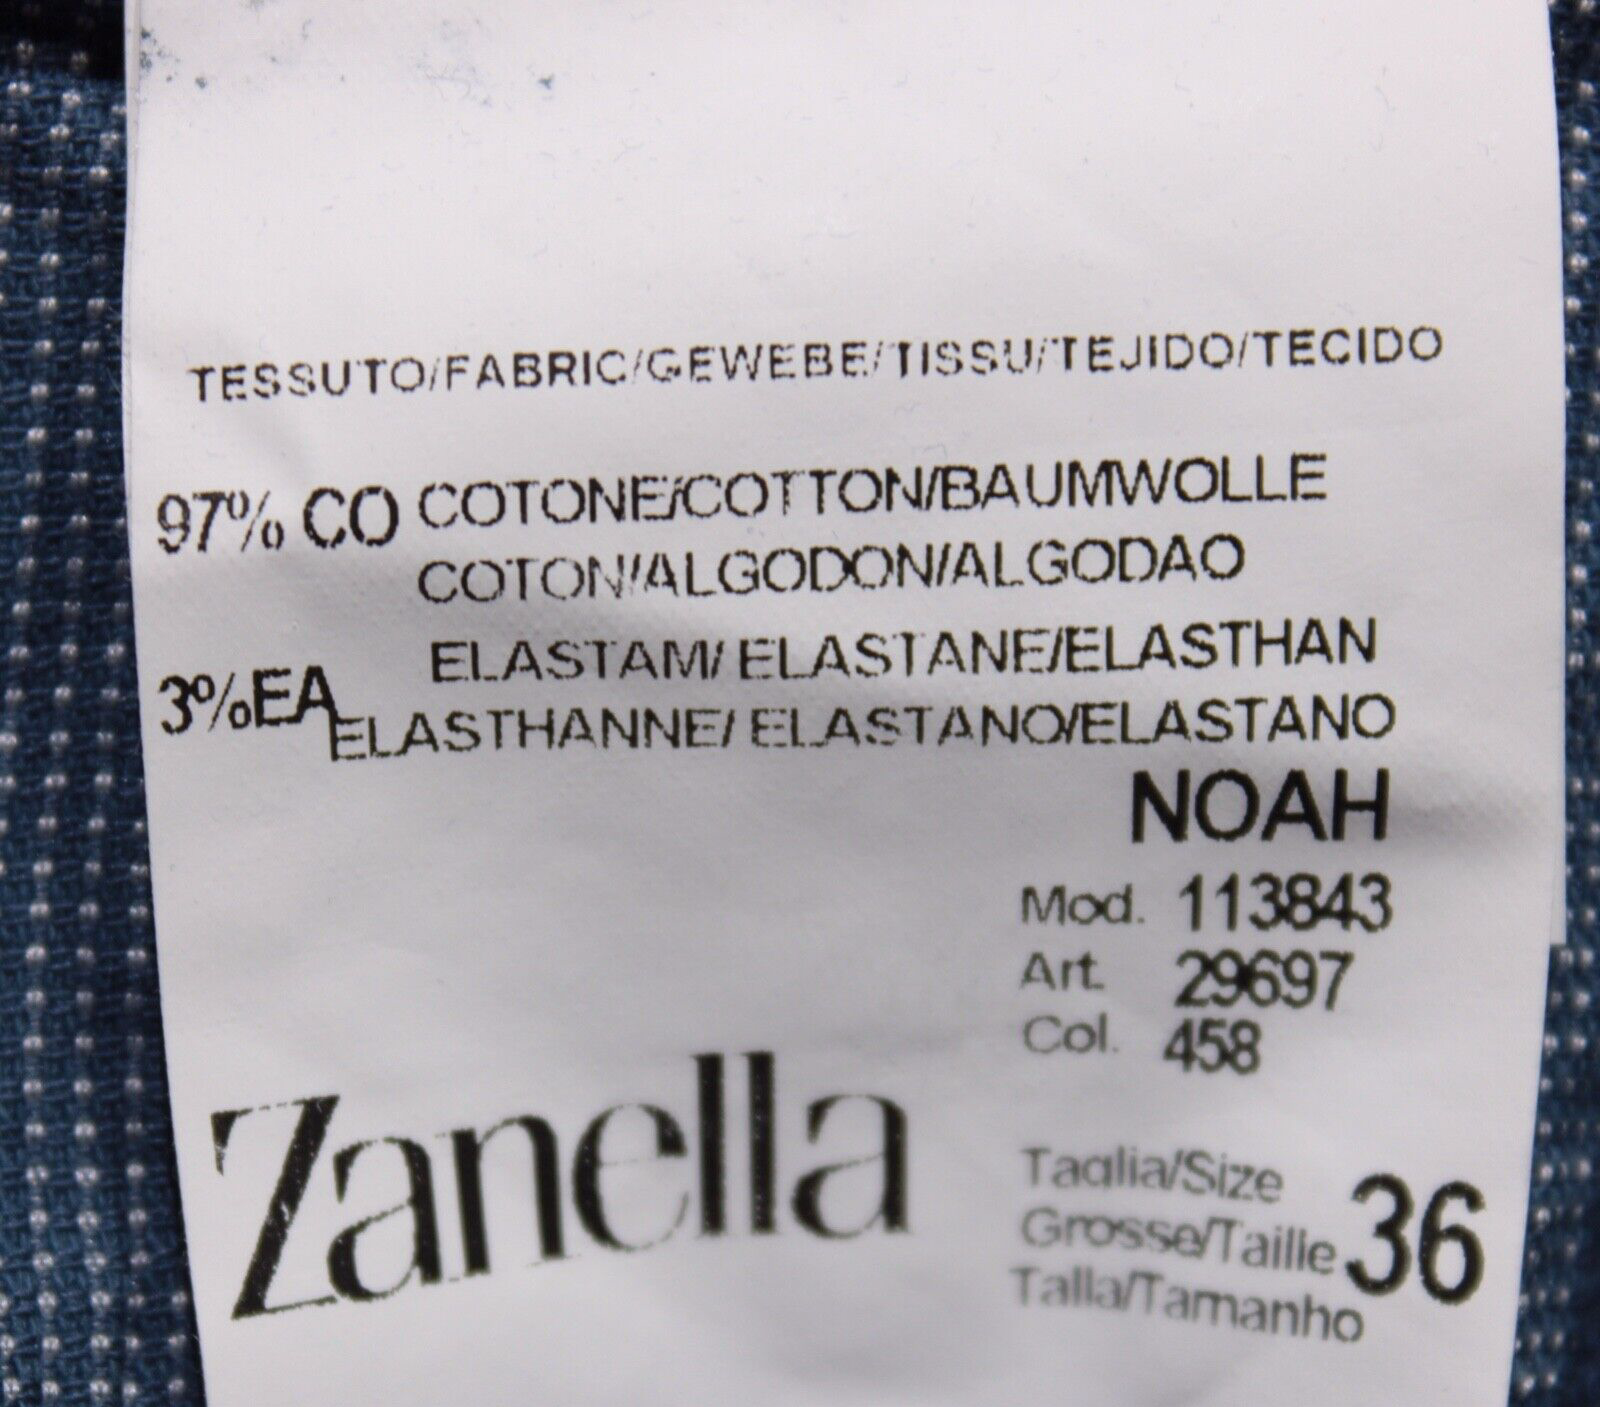 TESSUTO/FABRIC/GEWEBE/TISSU/TEJIDO/TECIDO
97% CO COTONE/COTTON/BAUMWOLLE
COTON/ALGODON/ALGODAO
3%EA ELASTAM/ ELASTANE/ELASTHAN
ELASTHANNE/ ELASTANO/ELASTANO
NOAH
Mod. 113843
Art. 29697
Col. 458
Zanella
Taglia/Size
Grosse/Taille 36
Talla/Tamanho